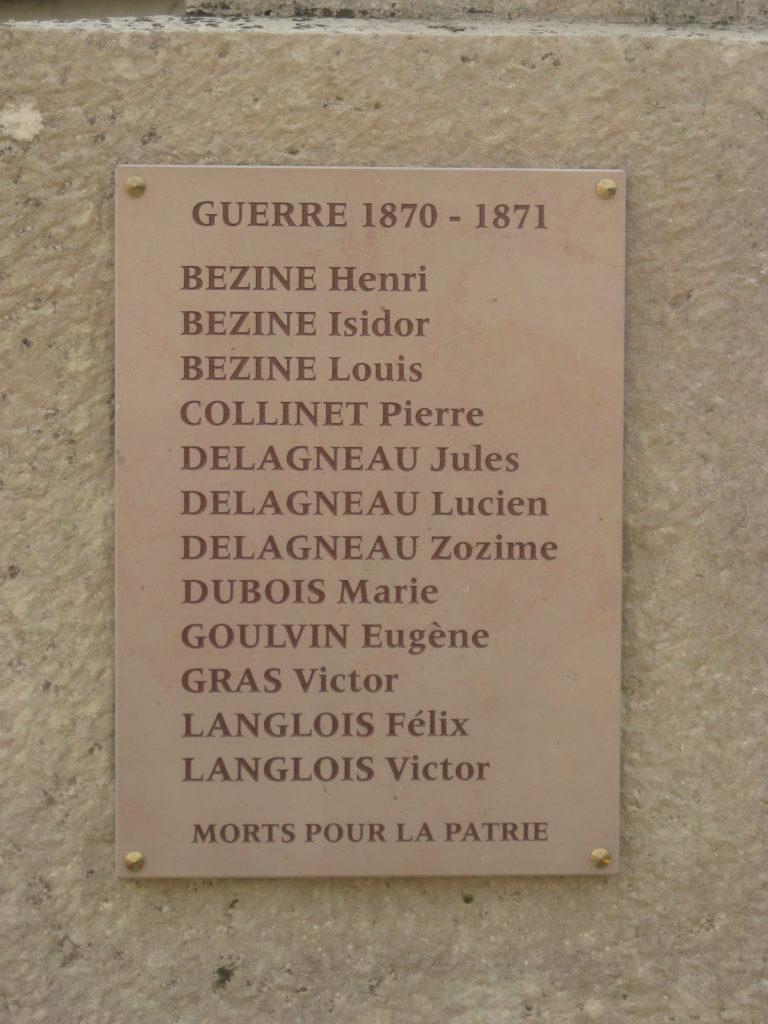 GUERRE 1870 - 1871
BEZINE Henri
BEZINE Isidor
BEZINE Louis
COLLINET Pierre
DELAGNEAU Jules
DELAGNEAU Lucien
DELAGNEAU Zozime
DUBOIS Marie
GOULVIN Eugène
GRAS Victor
LANGLOIS Félix
LANGLOIS Victor
MORTS POUR LA PATRIE